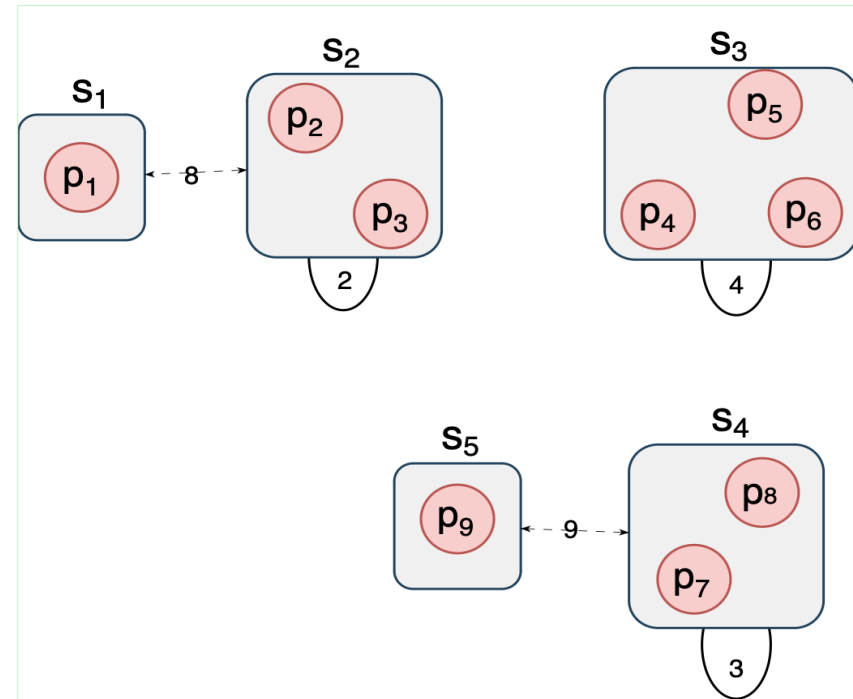 S₁
S₂
S₃
p₁
8
p₂
p₃
2
p₅
p₄
p₆
4
S₅
S₄
p₉
9
p₈
p₇
3